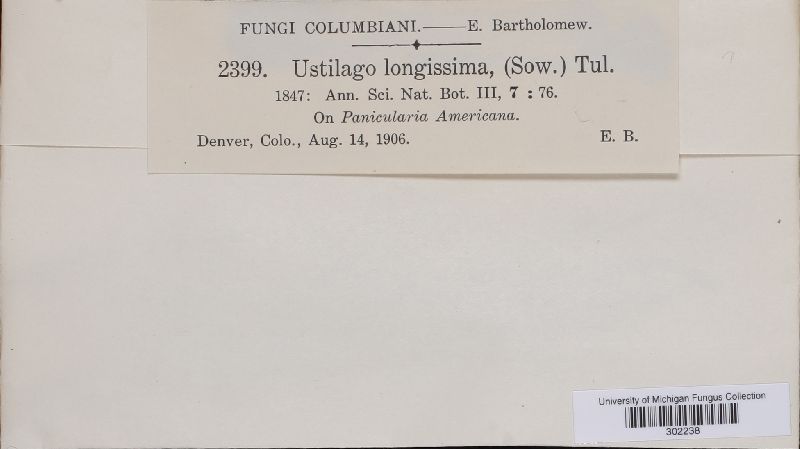 FUNGI COLUMBIANI.——E. Bartholomew.
2399. Ustilago longissima, (Sow.) Tul.
1847: Ann. Sci. Nat. Bot. III, 7 : 76.
On Panicularia Americana.
Denver, Colo., Aug. 14, 1906. E. B.
University of Michigan Fungus Collection
302238